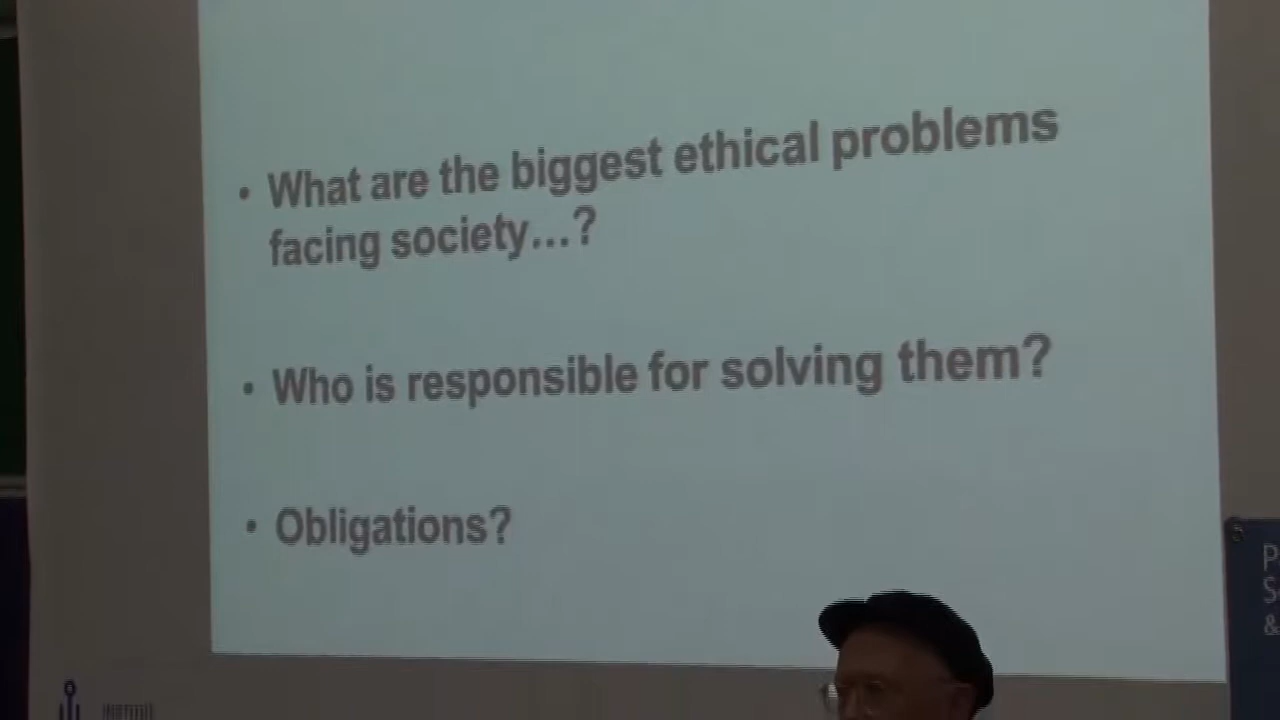 • What are the biggest ethical problems
facing society...?
• Who is responsible for solving them?
• Obligations?
P
S
&